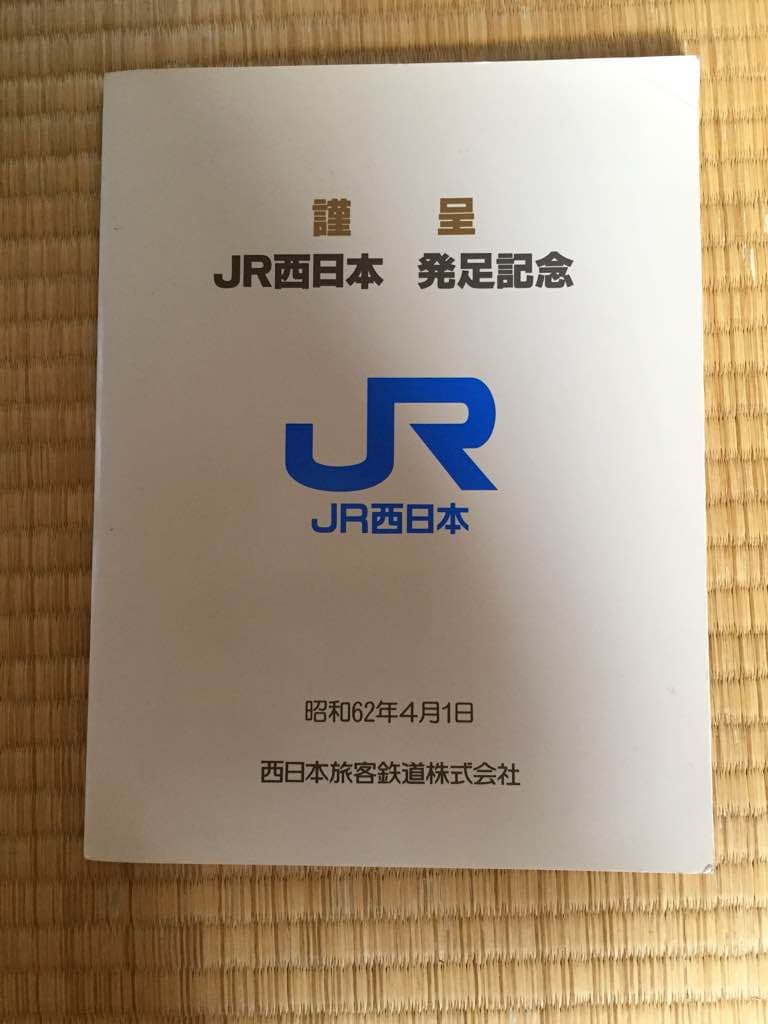 謹　呈
JR西日本　発足記念
JR
JR西日本
昭和62年4月1日
西日本旅客鉄道株式会社